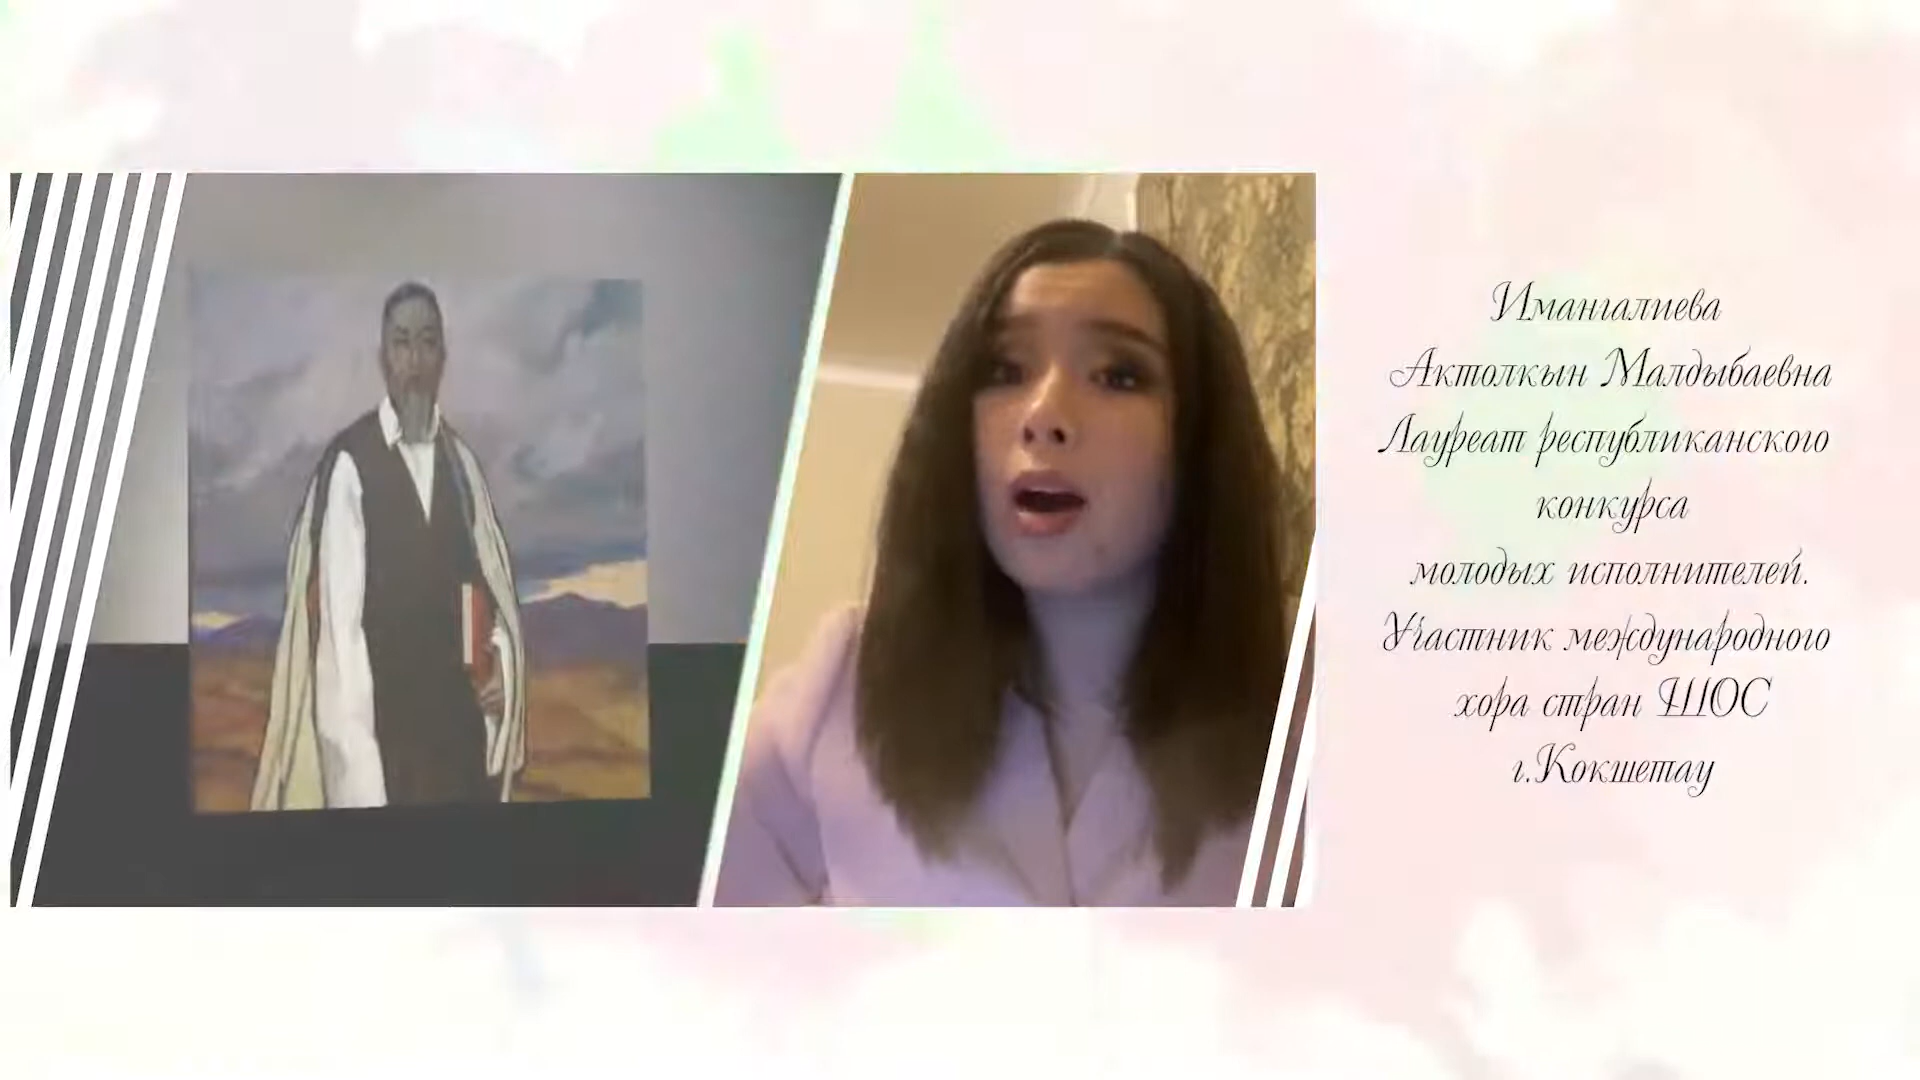 Имангалиева
Актолкын Малдыбаевна
Лауреат республиканского
конкурса
молодых исполнителей.
Участник международного
хора стран ШОС
г.Кокшетау